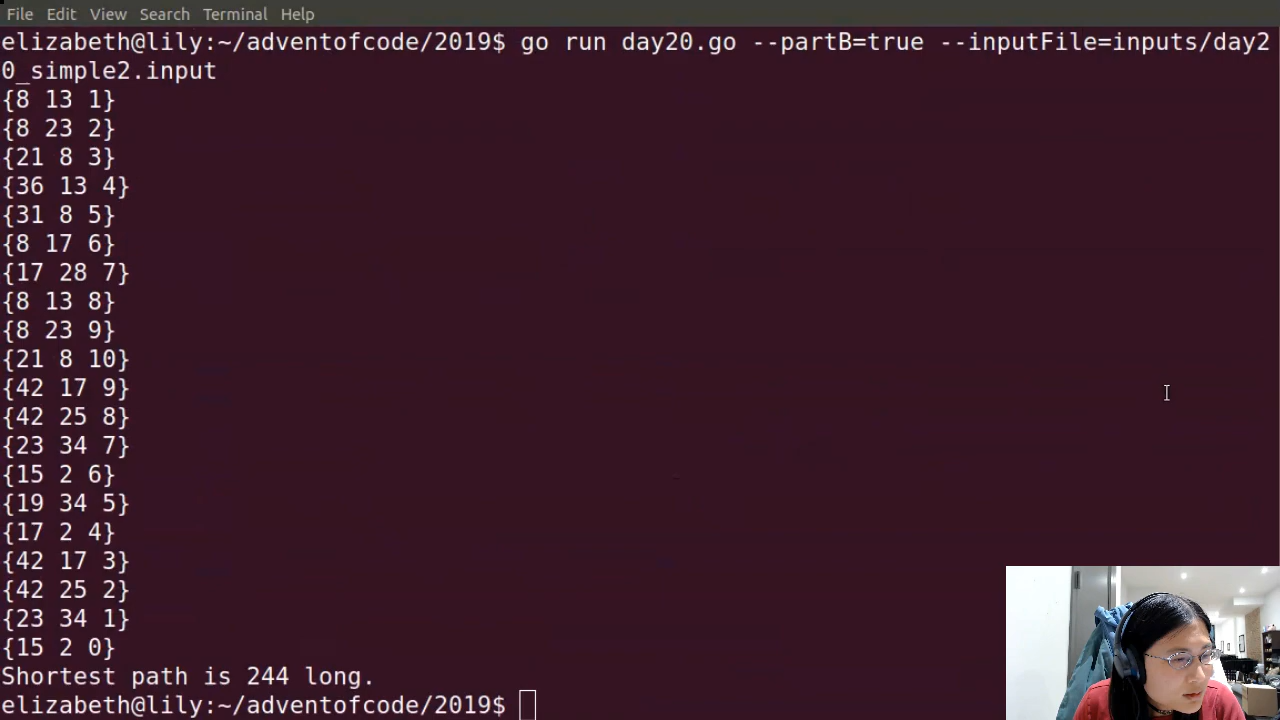 File Edit View Search Terminal Help
elizabeth@lily:~/adventofcode/2019$ go run day20.go --partB=true --inputFile=inputs/day2
0_simple2.input
{8 13 1}
{8 23 2}
{21 8 3}
{36 13 4}
{31 8 5}
{8 17 6}
{17 28 7}
{8 13 8}
{8 23 9}
{21 8 10}
{42 17 9}
{42 25 8}
{23 34 7}
{15 2 6}
{19 34 5}
{17 2 4}
{42 17 3}
{42 25 2}
{23 34 1}
{15 2 0}
Shortest path is 244 long.
elizabeth@lily:~/adventofcode/2019$